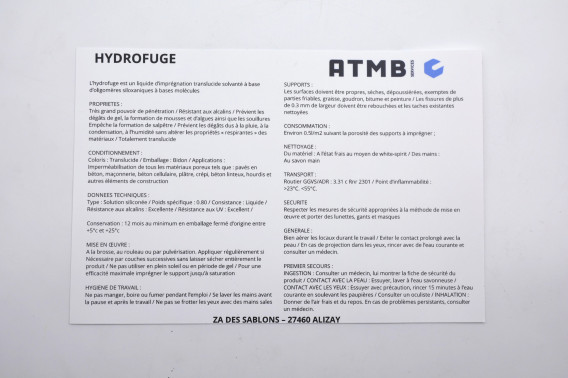 HYDROFUGE
L'hydrofuge est un liquide d'imprégnation translucide solvanté à base
d'oligomères siloxaniques à bases molécules
PROPRIETES :
Très grand pouvoir de pénétration / Résistant aux alcalins / Prévient les
dégâts de gel, la formation de mousses et d'algues ainsi que les souillures
Empêche la formation de salpêtre / Prévient les dégâts dus à la pluie, à la
condensation, à l'humidité sans altérer les propriétés « respirantes » des
matériaux / Totalement translucide
CONDITIONNEMENT :
Coloris : Translucide / Emballage : Bidon / Applications :
Imperméabilisation de tous les matériaux poreux tels que : pavés en
béton, maçonnerie, béton cellulaire, plâtre, crépi, béton linteux, hourdis et
autres éléments de construction
DONNEES TECHNIQUES :
Type : Solution siliconée / Poids spécifique : 0.80 / Consistance : Liquide /
Résistance aux alcalins : Excellente / Résistance aux UV : Excellent /
Conservation : 12 mois au minimum en emballage fermé d'origine entre
+5°c et +25°c
MISE EN ŒUVRE :
A la brosse, au rouleau ou par pulvérisation. Appliquer régulièrement si
Nécessaire par couches successives sans laisser sécher entièrement le
produit / Ne pas utiliser en plein soleil ou en période de gel / Pour une
efficacité maximale imprégner le support jusqu'à saturation
HYGIENE DE TRAVAIL :
Ne pas manger, boire ou fumer pendant l'emploi / Se laver les mains avant
la pause et après le travail / Ne pas se frotter les yeux avec des mains sales
ATMB
SERVICES
SUPPORTS :
Les surfaces doivent être propres, sèches, dépoussiérées, exemptes de
parties friables, graisse, goudron, bitume et peinture / Les fissures de plus
de 0.3 mm de largeur doivent être rebouchées et les taches existantes
nettoyées
CONSOMMATION :
Environ 0.5l/m2 suivant la porosité des supports à imprégner ;
NETTOYAGE :
Du matériel : A l'état frais au moyen de white-spirit / Des mains :
Au savon main
TRANSPORT :
Routier GGVS/ADR : 3.31 c Rnr 2301 / Point d'inflammabilité :
>23°C. <55°C.
SECURITE
Respecter les mesures de sécurité appropriées à la méthode de mise en
œuvre et porter des lunettes, gants et masques
GENERALE :
Bien aérer les locaux durant le travail / Eviter le contact prolongé avec la
peau / En cas de projection dans les yeux, rincer avec de l'eau courante et
consulter un médecin.
PREMIER SECOURS :
INGESTION : Consulter un médecin, lui montrer la fiche de sécurité du
produit / CONTACT AVEC LA PEAU : Essuyer, laver à l'eau savonneuse /
CONTACT AVEC LES YEUX : Essuyer avec précaution, rincer 15 minutes à l'eau
courante en soulevant les paupières / Consulter un oculiste / INHALATION :
Donner de l'air frais et du repos. En cas de problèmes persistants, consulter
un médecin.
ZA DES SABLONS – 27460 ALIZAY